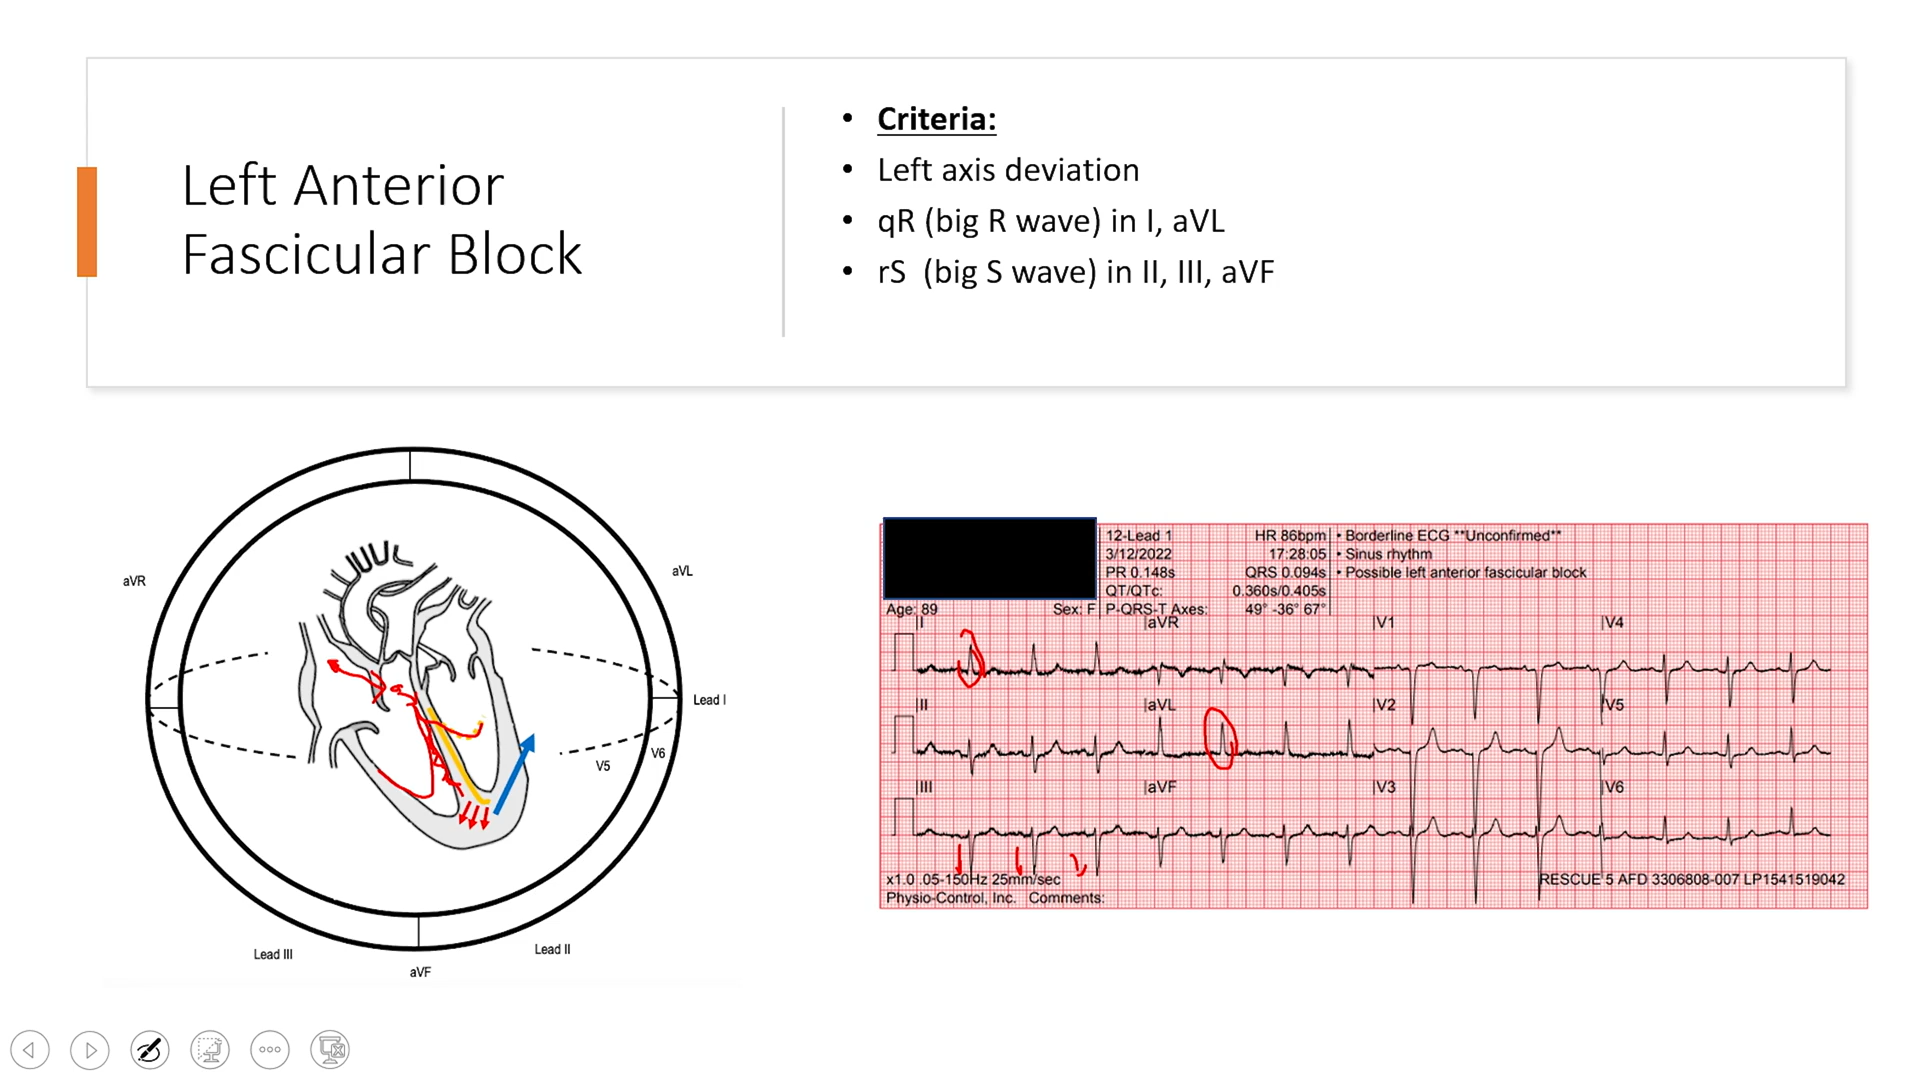 Left Anterior
Fascicular Block
• Criteria:
• Left axis deviation
• qR (big R wave) in I, aVL
• rS (big S wave) in II, III, aVF
aVR
aVL
Lead I
V6
V5
Lead III
Lead II
aVF
12-Lead 1 HR 86bpm • Borderline ECG **Unconfirmed**
3/12/2022 17:28:05 • Sinus rhythm
PR 0.148s QRS 0.094s • Possible left anterior fascicular block
QT/QTc: 0.360s/0.405s
Age: 89 Sex: F P-QRS-T Axes: 49° -36° 67°
I aVR V1 V4
II aVL V2 V5
III aVF V3 V6
x1.0 .05-150Hz 25mm/sec RESCUE 5 AFD 3306808-007 LP1541519042
Physio-Control, Inc. Comments: